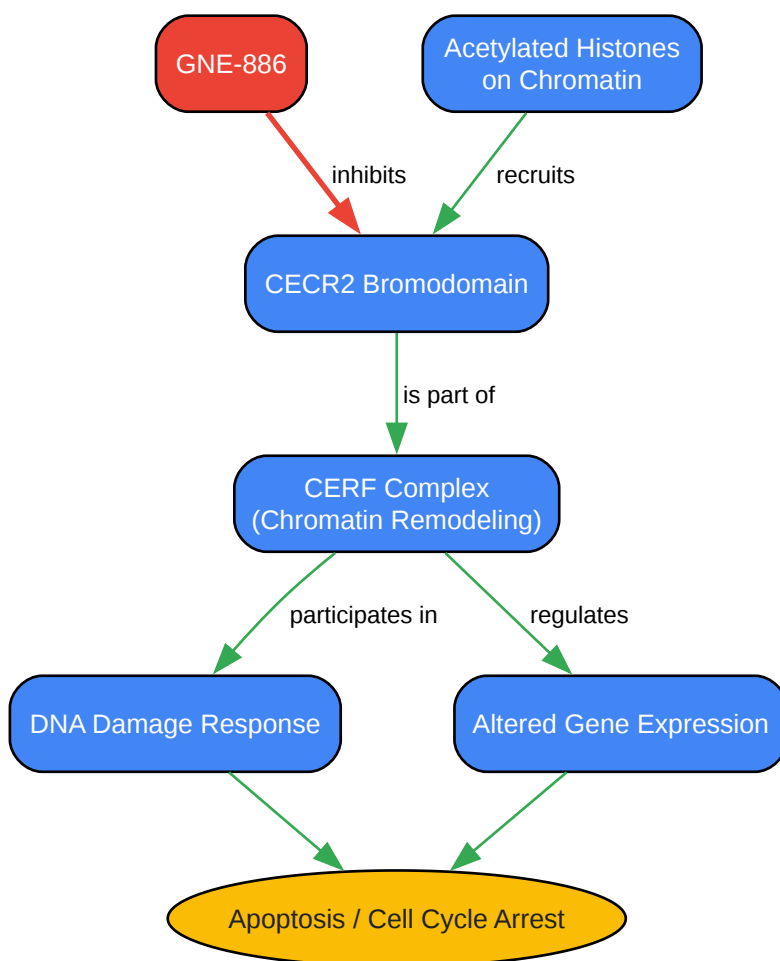 GNE-886
Acetylated Histones
on Chromatin
inhibits
recruits
CECR2 Bromodomain
is part of
CERF Complex
(Chromatin Remodeling)
participates in
regulates
DNA Damage Response
Altered Gene Expression
Apoptosis / Cell Cycle Arrest